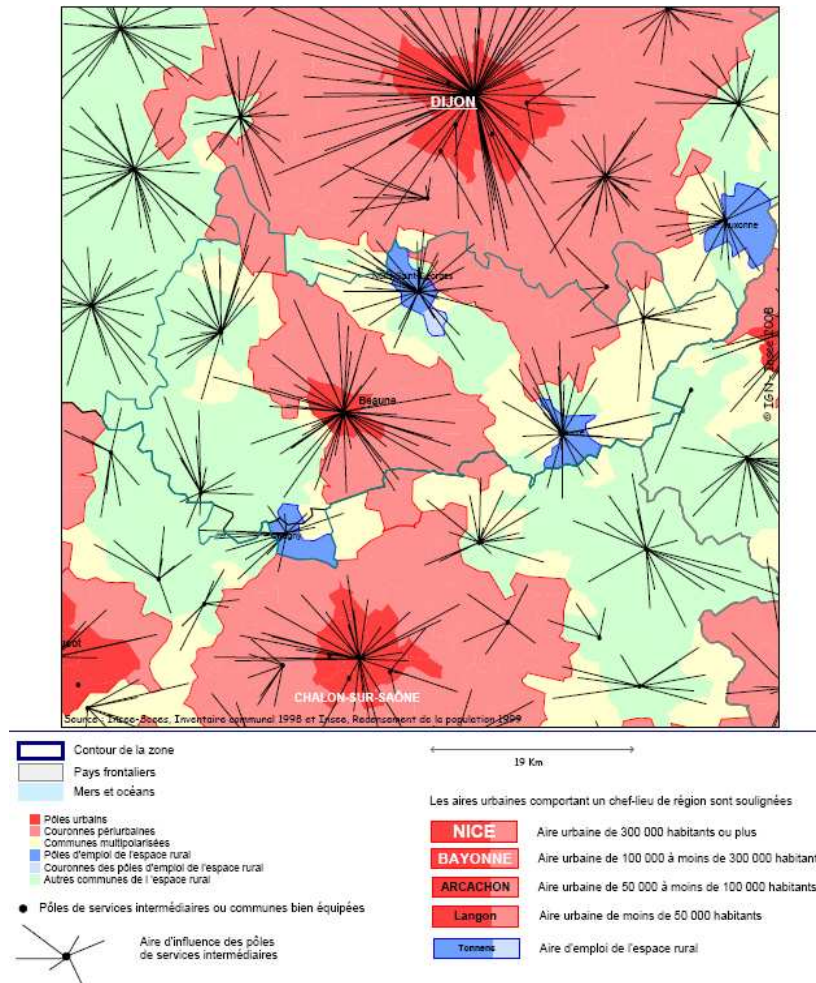 DIJON
Auxonne
Beaune
CHALON-SUR-SAÔNE
© IGN - Insee 2008
Source : Insee-Scees, Inventaire communal 1998 et Insee, Recensement de la population 1999
Contour de la zone
Pays frontaliers
Mers et océans
Pôles urbains
Couronnes périurbaines
Communes multipolarisées
Pôles d'emploi de l'espace rural
Couronnes des pôles d'emploi de l'espace rural
Autres communes de l 'espace rural
Pôles de services intermédiaires ou communes bien équipées
Aire d'influence des pôles
de services intermédiaires
19 Km
Les aires urbaines comportant un chef-lieu de région sont soulignées
NICE Aire urbaine de 300 000 habitants ou plus
BAYONNE Aire urbaine de 100 000 à moins de 300 000 habitant
ARCACHON Aire urbaine de 50 000 à moins de 100 000 habitants
Langon Aire urbaine de moins de 50 000 habitants
Tonneins Aire d'emploi de l'espace rural